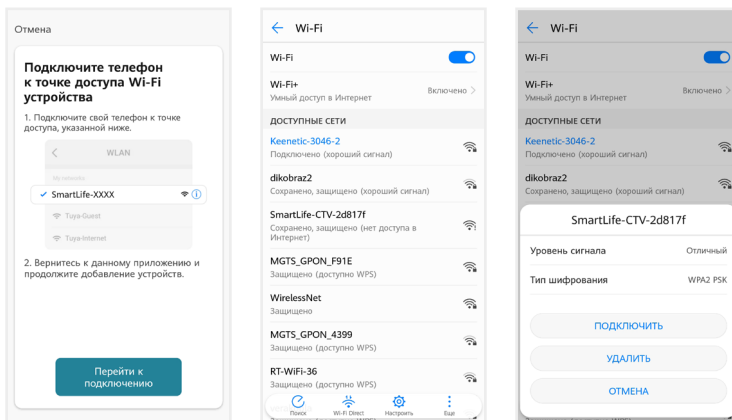 Отмена
Подключите телефон
к точке доступа Wi-Fi
устройства
1. Подключите свой телефон к точке
доступа, указанной ниже.
WLAN
My networks
SmartLife-XXXX
Tuya-Guest
Tuya-Internet
2. Вернитесь к данному приложению и
продолжите добавление устройств.
Перейти к
подключению
Wi-Fi
Wi-Fi
Wi-Fi+
Умный доступ в Интернет
Включено
ДОСТУПНЫЕ СЕТИ
Keenetic-3046-2
Подключено (хороший сигнал)
dikobraz2
Сохранено, защищено (хороший сигнал)
SmartLife-CTV-2d817f
Сохранено, защищено (нет доступа в
Интернет)
MGTS_GPON_F91E
Защищено (доступно WPS)
WirelessNet
Защищено
MGTS_GPON_4399
Защищено (доступно WPS)
RT-WiFi-36
Защищено (доступно WPS)
Поиск
Wi-Fi Direct
Настроить
Еще
Wi-Fi
Wi-Fi
Wi-Fi+
Умный доступ в Интернет
Включено
ДОСТУПНЫЕ СЕТИ
Keenetic-3046-2
Подключено (хороший сигнал)
dikobraz2
Сохранено, защищено (хороший сигнал)
SmartLife-CTV-2d817f
Уровень сигнала
Отличный
Тип шифрования
WPA2 PSK
ПОДКЛЮЧИТЬ
УДАЛИТЬ
ОТМЕНА